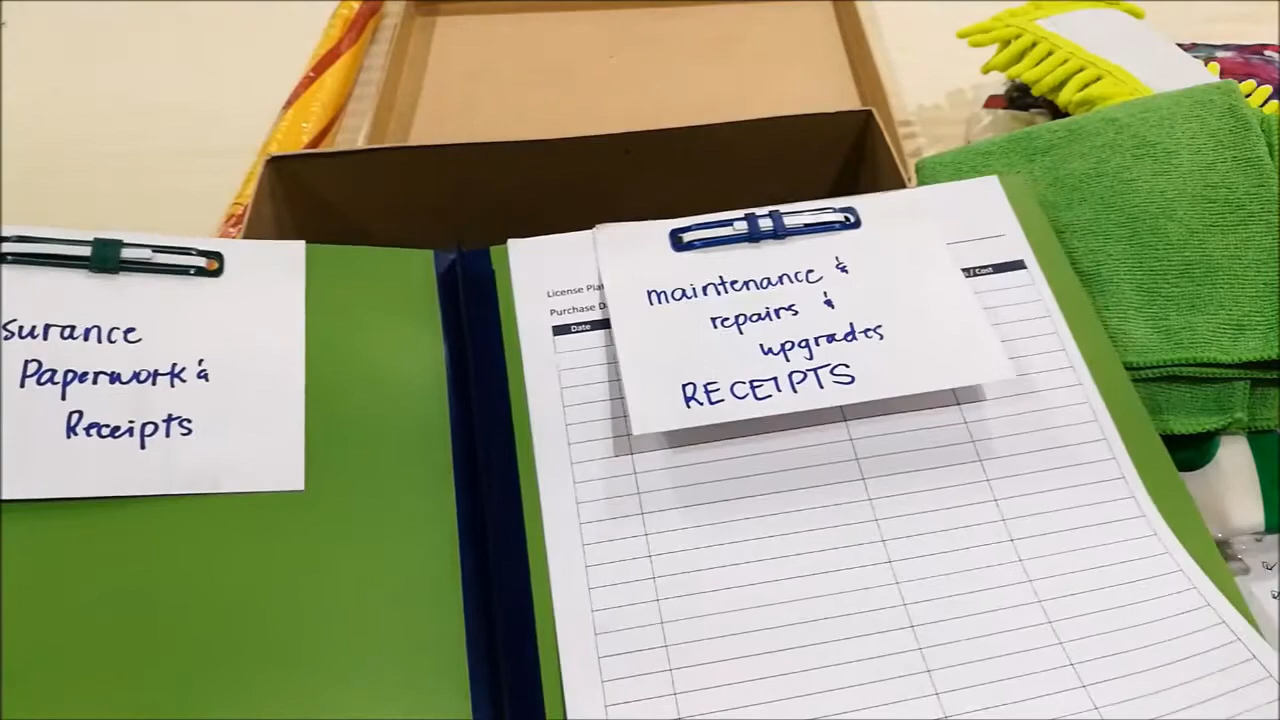 surance
Paperwork &
Receipts
License Pla
Purchase D
Date
s / Cost
maintenance &
repairs &
upgrades
RECEIPTS